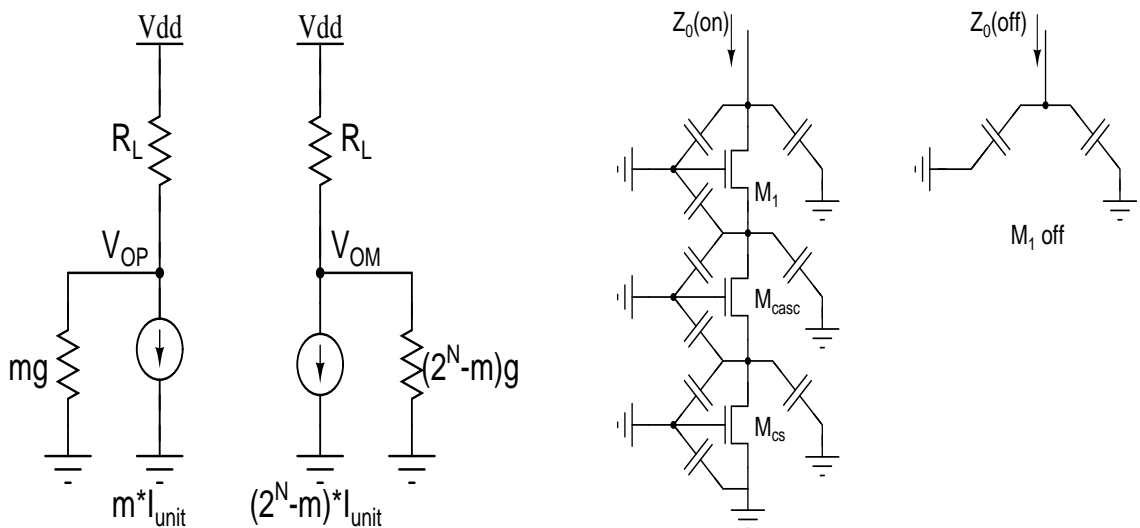 Vdd
Vdd
R_L
R_L
V_OP
V_OM
mg
(2^N-m)g
m*I_unit
(2^N-m)*I_unit
Z_0(on)
Z_0(off)
M_1
M_casc
M_cs
M_1 off